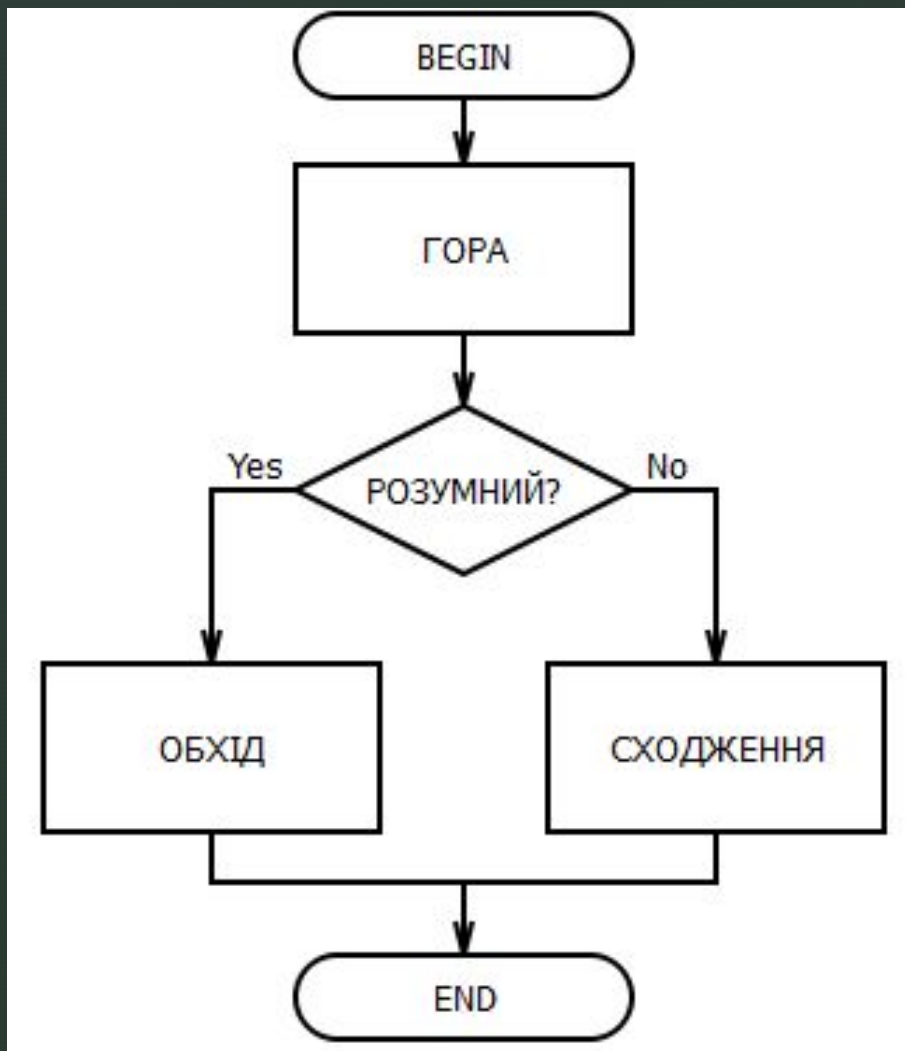 BEGIN
ГОРА
Yes
РОЗУМНИЙ?
No
ОБХІД
СХОДЖЕННЯ
END